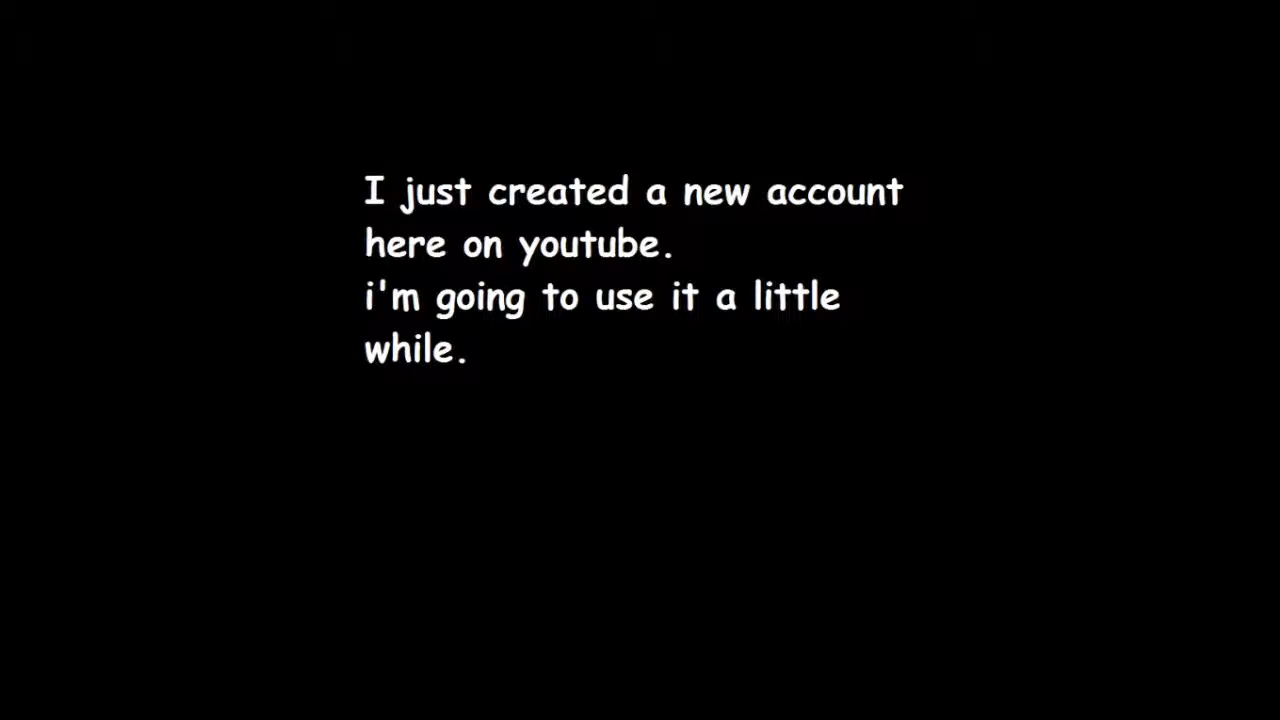 I just created a new account
here on youtube.
i'm going to use it a little
while.